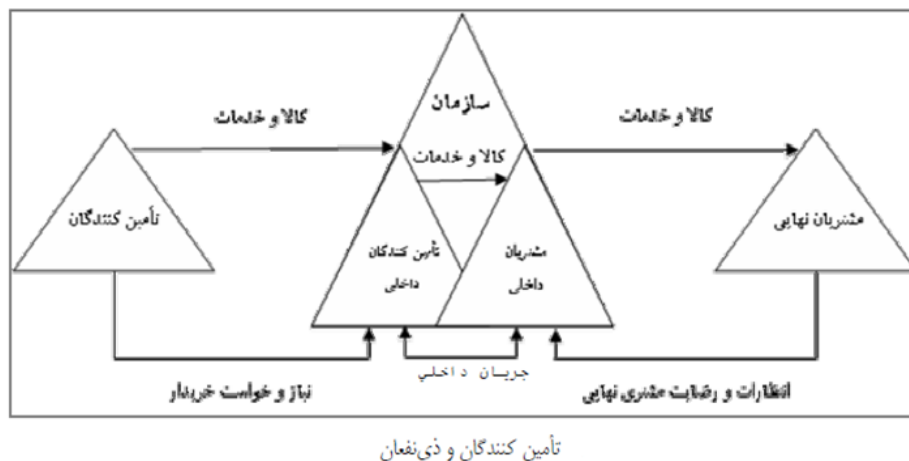 سازمان
کالا و خدمات
کالا و خدمات
کالا و خدمات
تأمین کنندگان
تأمین کنندگان
داخلی
مشتریان
داخلی
مشتریان نهایی
جریان داخلي
نیاز و خواست خریدار
انتظارات و رضایت مشتری نهایی
تأمین کنندگان و ذی‌نفعان